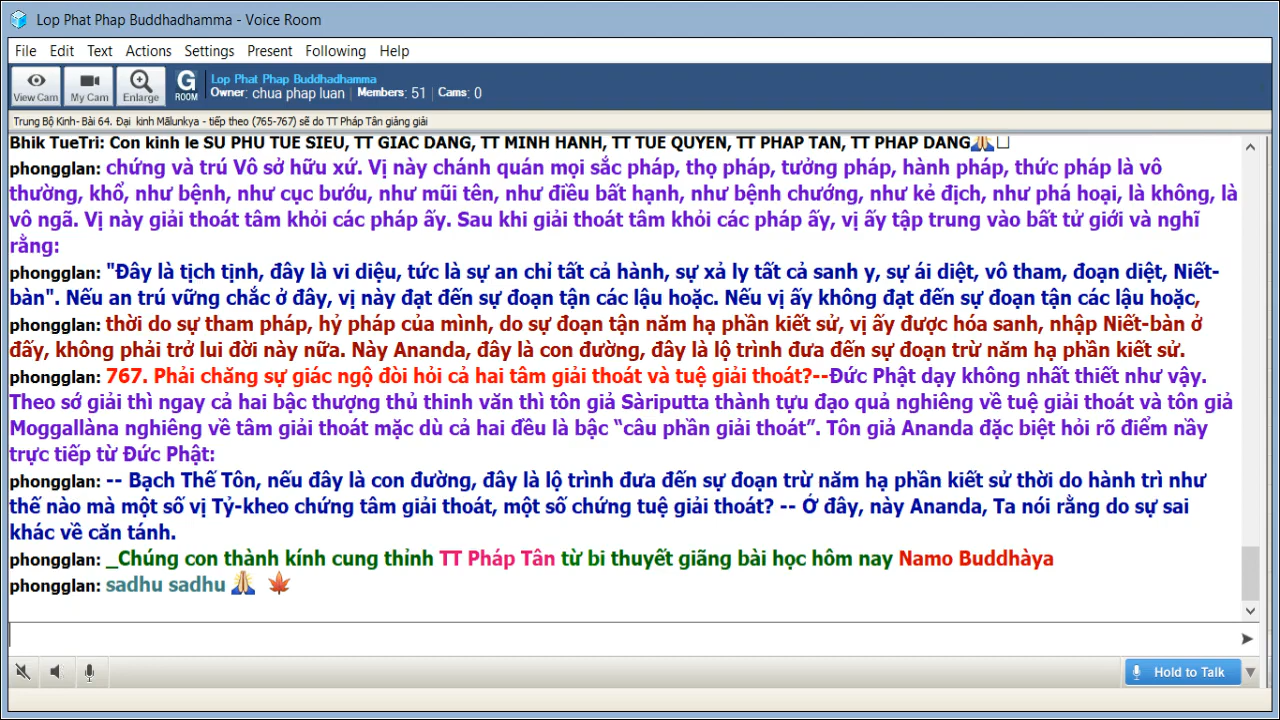 Lop Phat Phap Buddhadhamma - Voice Room
File Edit Text Actions Settings Present Following Help
View Cam My Cam Enlarge G ROOM
Lop Phat Phap Buddhadhamma
Owner: chua phap luan | Members: 51 | Cams: 0
Trung Bộ Kinh- Bài 64. Đại kinh Mālunkya - tiếp theo (765-767) sẽ do TT Pháp Tân giảng giải
Bhik TueTri: Con kinh le SU PHU TUE SIEU, TT GIAC DANG, TT MINH HANH, TT TUE QUYEN, TT PHAP TAN, TT PHAP DANG🙏□
phongglan: chứng và trú Vô sở hữu xứ. Vị này chánh quán mọi sắc pháp, thọ pháp, tưởng pháp, hành pháp, thức pháp là vô
thường, khổ, như bệnh, như cục bướu, như mũi tên, như điều bất hạnh, như bệnh chướng, như kẻ địch, như phá hoại, là không, là
vô ngã. Vị này giải thoát tâm khỏi các pháp ấy. Sau khi giải thoát tâm khỏi các pháp ấy, vị ấy tập trung vào bất tử giới và nghĩ
rằng:
phongglan: "Đây là tịch tịnh, đây là vi diệu, tức là sự an chỉ tất cả hành, sự xả ly tất cả sanh y, sự ái diệt, vô tham, đoạn diệt, Niết-
bàn". Nếu an trú vững chắc ở đây, vị này đạt đến sự đoạn tận các lậu hoặc. Nếu vị ấy không đạt đến sự đoạn tận các lậu hoặc,
phongglan: thời do sự tham pháp, hỷ pháp của mình, do sự đoạn tận năm hạ phần kiết sử, vị ấy được hóa sanh, nhập Niết-bàn ở
đấy, không phải trở lui đời này nữa. Này Ananda, đây là con đường, đây là lộ trình đưa đến sự đoạn trừ năm hạ phần kiết sử.
phongglan: 767. Phải chăng sự giác ngộ đòi hỏi cả hai tâm giải thoát và tuệ giải thoát?--Đức Phật dạy không nhất thiết như vậy.
Theo sớ giải thì ngay cả hai bậc thượng thủ thinh văn thì tôn giả Sàriputta thành tựu đạo quả nghiêng về tuệ giải thoát và tôn giả
Moggallàna nghiêng về tâm giải thoát mặc dù cả hai đều là bậc “câu phần giải thoát”. Tôn giả Ananda đặc biệt hỏi rõ điểm nầy
trực tiếp từ Đức Phật:
phongglan: -- Bạch Thế Tôn, nếu đây là con đường, đây là lộ trình đưa đến sự đoạn trừ năm hạ phần kiết sử thời do hành trì như
thế nào mà một số vị Tỷ-kheo chứng tâm giải thoát, một số chứng tuệ giải thoát? -- Ở đây, này Ananda, Ta nói rằng do sự sai
khác về căn tánh.
phongglan: _Chúng con thành kính cung thỉnh TT Pháp Tân từ bi thuyết giãng bài học hôm nay Namo Buddhàya
phongglan: sadhu sadhu 🙏 🍁
Hold to Talk